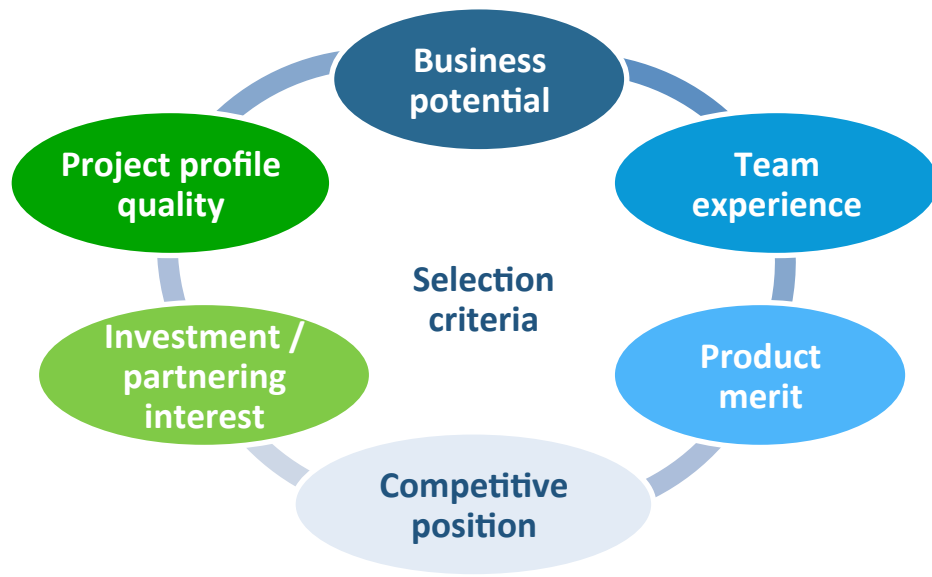 Business
potential
Team
experience
Product
merit
Competitive
position
Investment /
partnering
interest
Project profile
quality
Selection
criteria